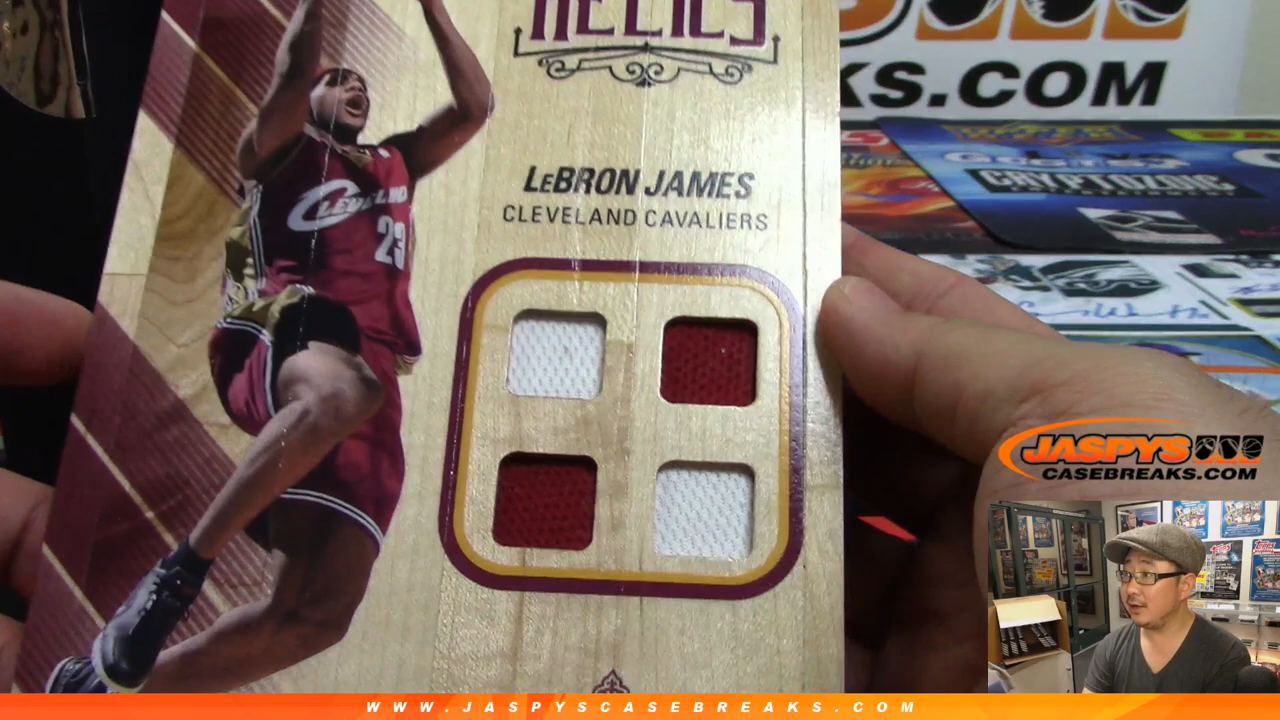 RELICS
KS.COM
LEBRON JAMES
CLEVELAND CAVALIERS
CLEVELAND
23
CRYPTOZOIC
JASPYS
CASEBREAKS.COM
WWW.JASPYSCASEBREAKS.COM